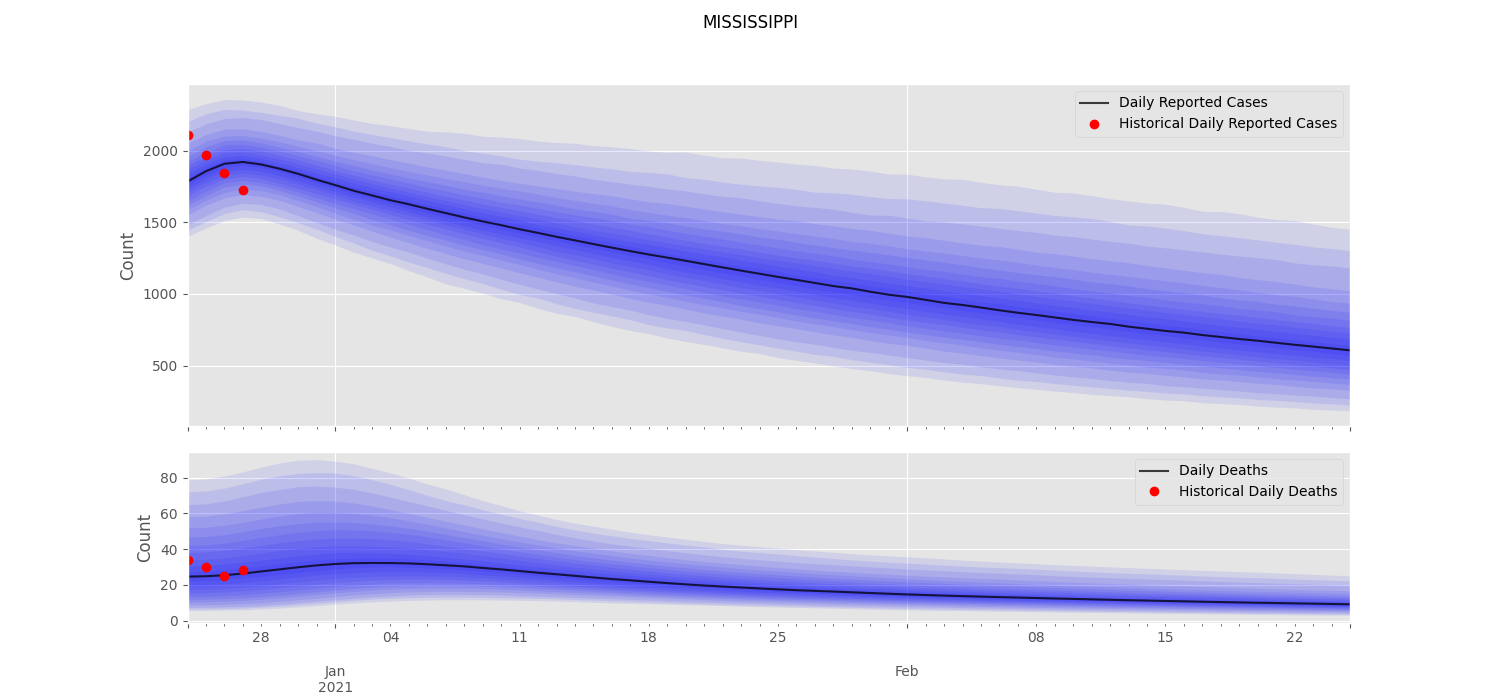 MISSISSIPPI
Daily Reported Cases
Historical Daily Reported Cases
Count
2000
1500
1000
500
Daily Deaths
Historical Daily Deaths
Count
80
60
40
20
0
28 04 11 18 25 08 15 22
Jan Feb
2021